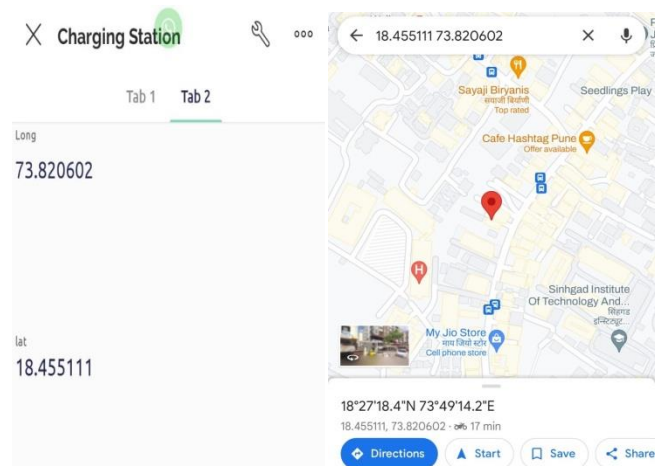 Charging Station
Tab 1 Tab 2
Long
73.820602
lat
18.455111
18.455111 73.820602
Sayaji Biryanis
सयाजी बिर्याणी
Top rated
Seedlings Play
Cafe Hashtag Pune
Offer available
H
Sinhgad Institute
Of Technology And...
सिंहगड
इन्स्टिट्यूट...
My Jio Store
माय जियो स्टोर
Cell phone store
18°27'18.4"N 73°49'14.2"E
18.455111, 73.820602 · 17 min
Directions
Start
Save
Share